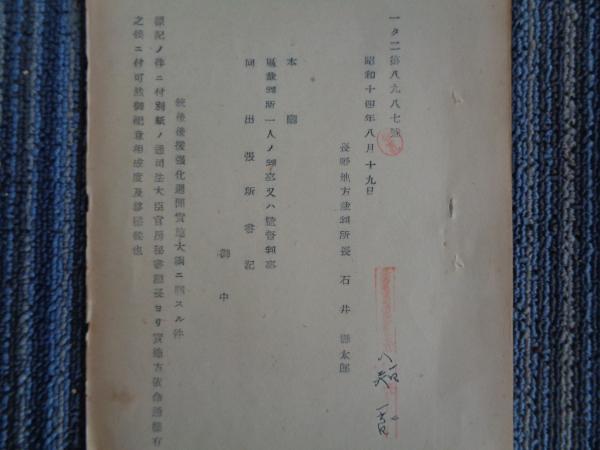 一タ二第八九八七號
昭和十四年八月十九日
長野地方裁判所長 石井 太郎
本廳
區裁判所一人ノ判事又ハ監督判事
同 出張所書記
御中
銃後後援强化週間實施大綱ニ關スル件
標記ノ件ニ付別紙ノ通司法大臣官房秘書課長ヨリ實施方依命通牒有
之候ニ付可然御配意相成度及移牒候也